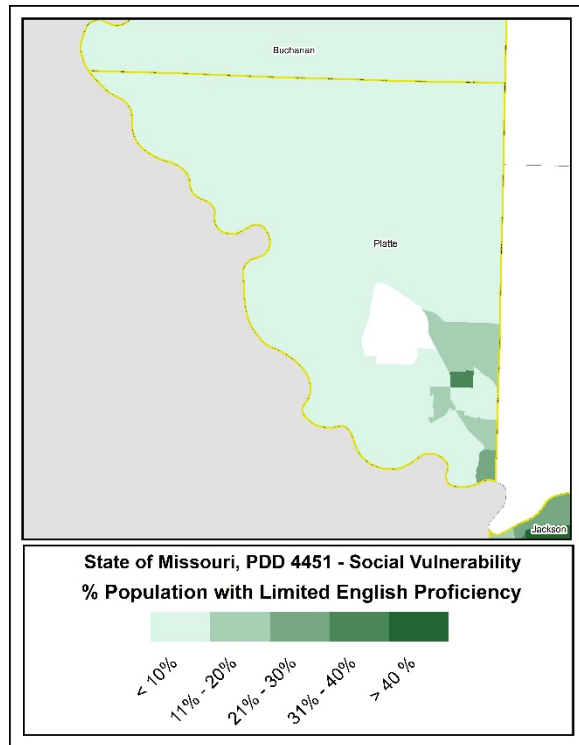 Buchanan
Platte
Jackson
State of Missouri, PDD 4451 - Social Vulnerability
% Population with Limited English Proficiency
< 10%
11% - 20%
21% - 30%
31% - 40%
> 40 %